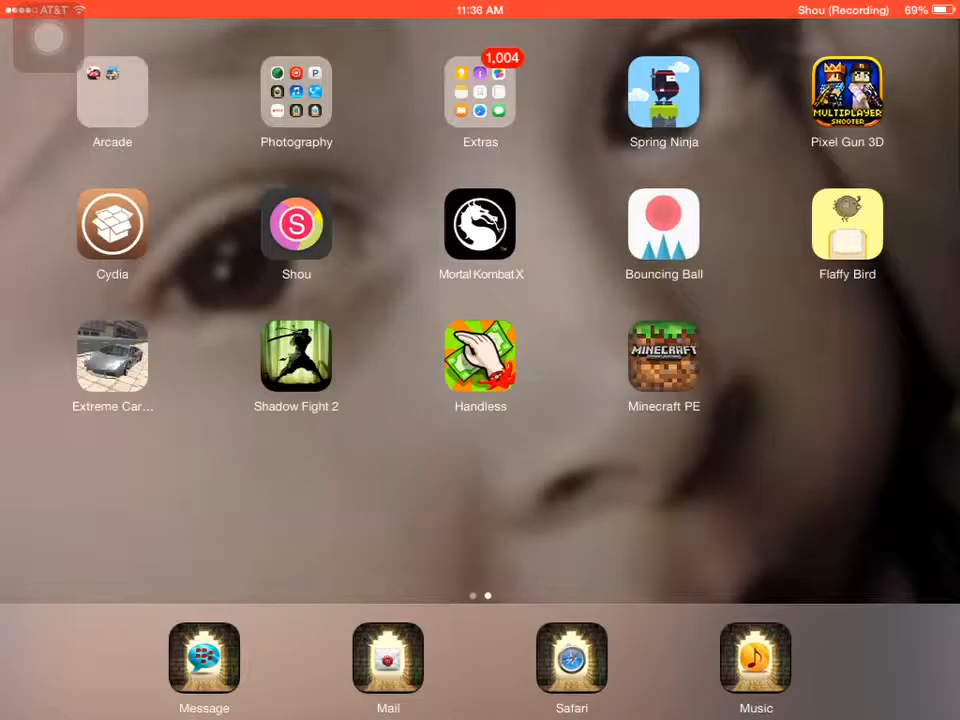 AT&T 11:36 AM Shou (Recording) 69%
1,004
MULTIPLAYER
SHOOTER
Arcade Photography Extras Spring Ninja Pixel Gun 3D
S
Cydia Shou Mortal Kombat X Bouncing Ball Flaffy Bird
MINECRAFT
Extreme Car... Shadow Fight 2 Handless Minecraft PE
Message Mail Safari Music